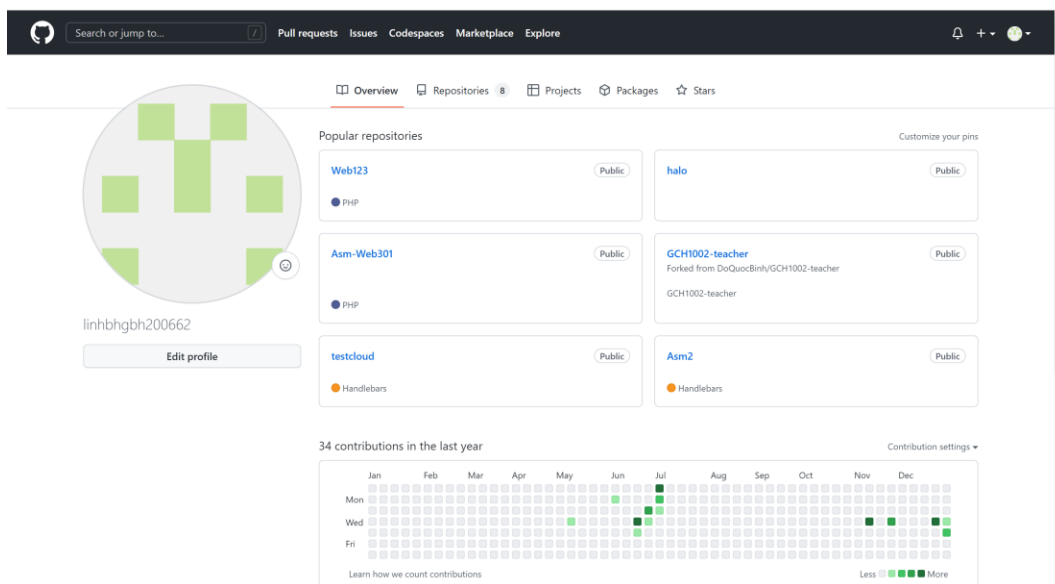 Search or jump to... /
Pull requests Issues Codespaces Marketplace Explore
Overview Repositories 8 Projects Packages Stars
linhbhgbh200662
Edit profile
Popular repositories
Customize your pins
Web123 Public
PHP
halo Public
Asm-Web301 Public
PHP
GCH1002-teacher Public
Forked from DoQuocBinh/GCH1002-teacher
GCH1002-teacher
testcloud Public
Handlebars
Asm2 Public
Handlebars
34 contributions in the last year
Contribution settings
Jan Feb Mar Apr May Jun Jul Aug Sep Oct Nov Dec
Mon
Wed
Fri
Learn how we count contributions
Less More